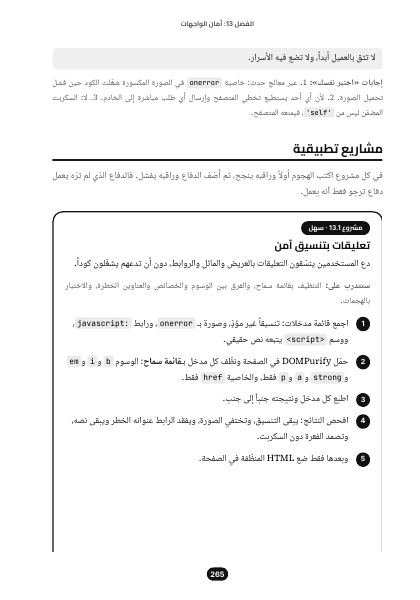 الفصل 13: أمان الواجهات
لا تثق بالعميل أبداً، ولا تضع فيه الأسرار.
إجابات «اختبر نفسك»: 1. عبر معالج حدث: خاصية onerror في الصورة المكسورة شغّلت الكود حين فشل
تحميل الصورة. 2. لأن أي أحد يستطيع تخطي المتصفح وإرسال أي طلب مباشرة إلى الخادم. 3. لا: السكربت
المضمّن ليس من 'self'، فيمنعه المتصفح.
مشاريع تطبيقية
في كل مشروع اكتب الهجوم أولاً وراقبه ينجح، ثم أضف الدفاع وراقبه يفشل. فالدفاع الذي لم تره يعمل
دفاع ترجو فقط أنه يعمل.
مشروع 13.1 · سهل
تعليقات بتنسيق آمن
دع المستخدمين ينسّقون التعليقات بالعريض والمائل والروابط، دون أن تدعهم يشغّلون كوداً.
ستتدرب على: التنظيف بقائمة سماح، والفرق بين الوسوم والخصائص والعناوين الخطرة، والاختبار
بالهجمات.
1 اجمع قائمة مدخلات: تنسيقاً غير مؤذٍ، وصورة بـ onerror، ورابط javascript:،
ووسم <script> يتبعه نص حقيقي.
2 حمّل DOMPurify في الصفحة ونظّف كل مدخل بقائمة سماح: الوسوم b و i و em
و strong و a و p فقط، والخاصية href فقط.
3 اطبع كل مدخل ونتيجته جنباً إلى جنب.
4 افحص النتائج: يبقى التنسيق، وتختفي الصورة، ويفقد الرابط عنوانه الخطر ويبقى نصه،
وتصمد الفقرة دون السكربت.
5 وبعدها فقط ضع HTML المنظّفة في الصفحة.
265